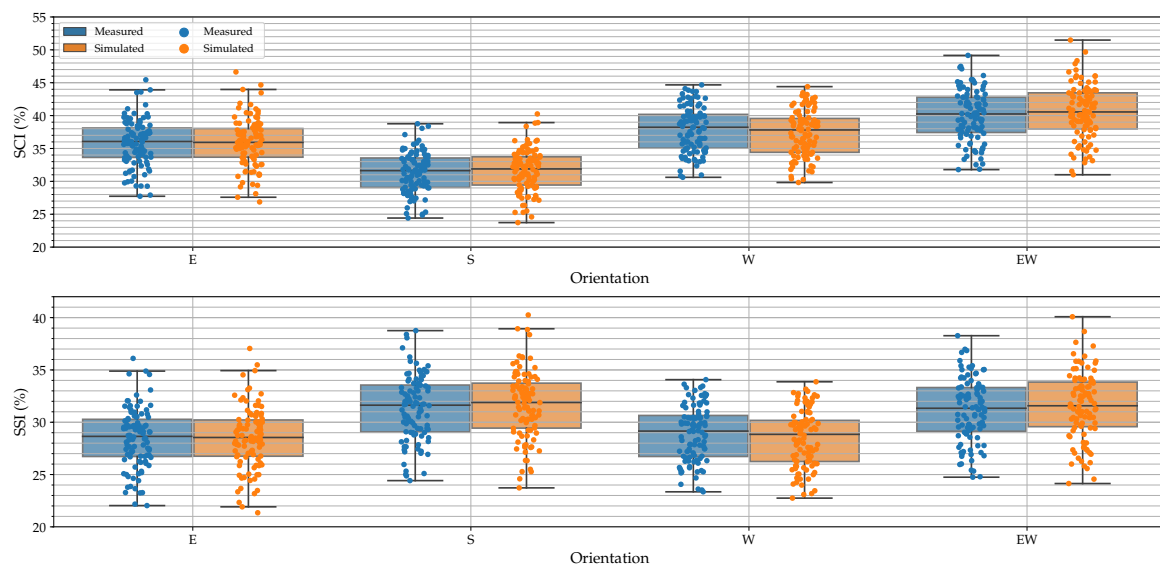 55
50
45
40
35
30
25
20
SCI (%)
Measured
Simulated
Measured
Simulated
E
S
W
EW
Orientation
40
35
30
25
20
SSI (%)
E
S
W
EW
Orientation